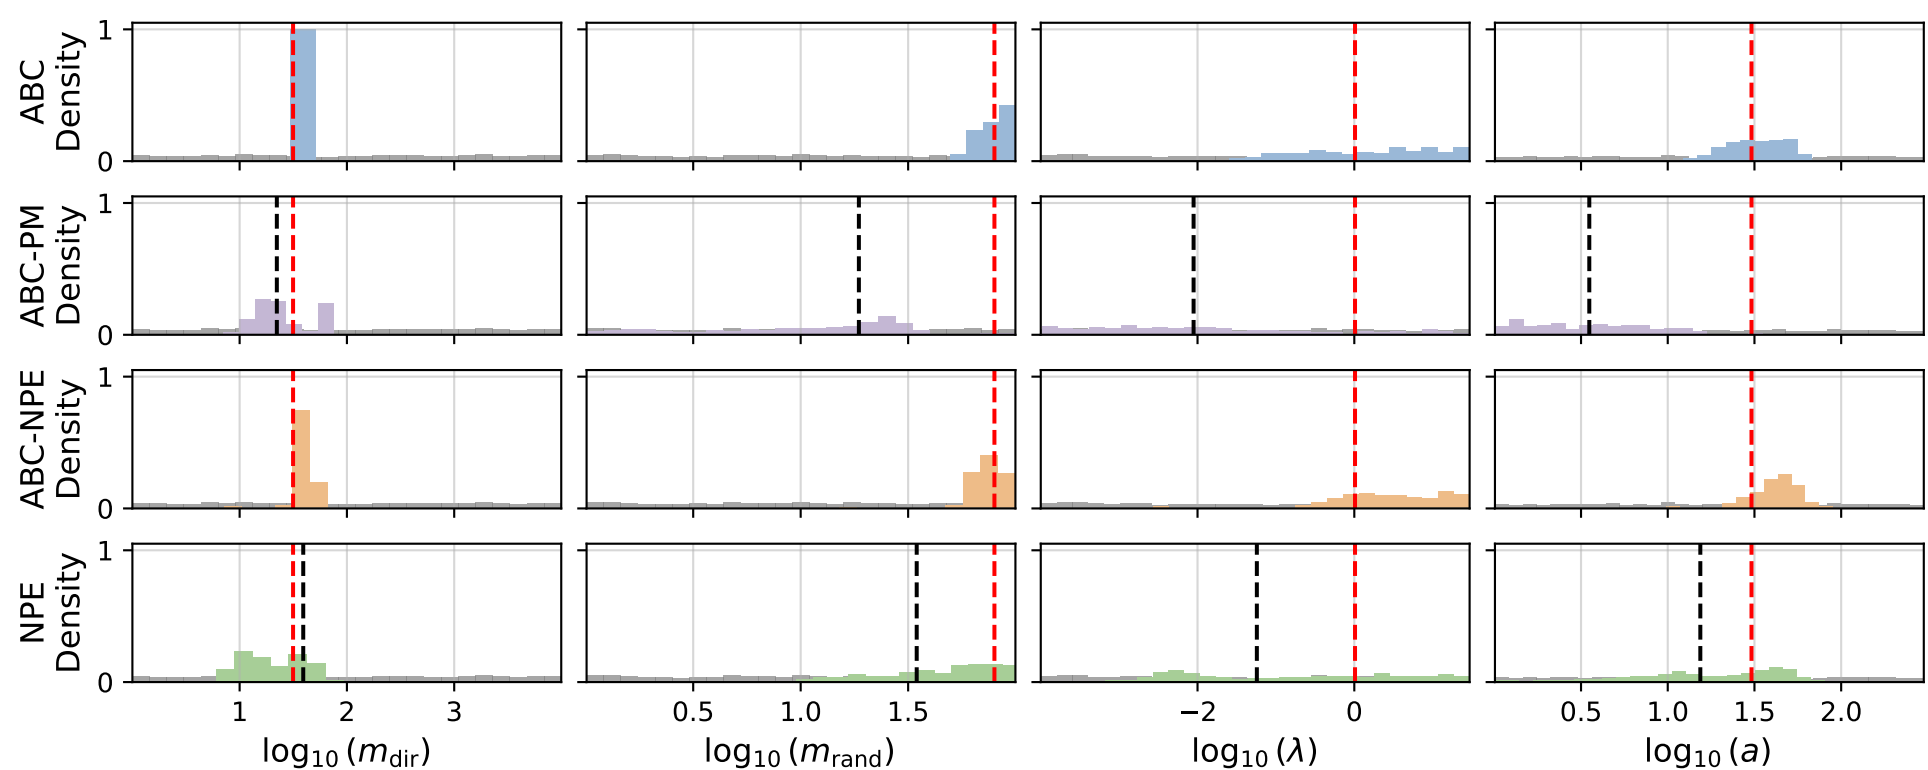 ABC
Density
1
0
ABC-PM
Density
1
0
ABC-NPE
Density
1
0
NPE
Density
1
0
1 2 3
0.5 1.0 1.5
−2 0
0.5 1.0 1.5 2.0
log₁₀ (m_dir)
log₁₀ (m_rand)
log₁₀ (λ)
log₁₀ (a)